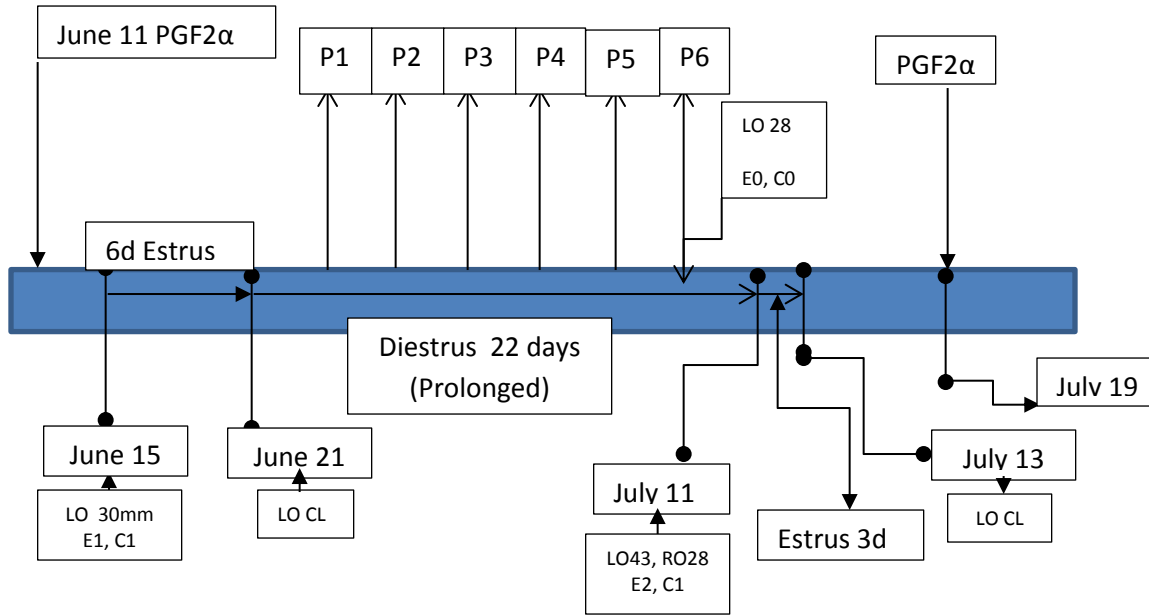 June 11 PGF2α
P1
P2
P3
P4
P5
P6
PGF2α
LO 28
E0, C0
6d Estrus
Diestrus 22 days
(Prolonged)
June 15
LO 30mm
E1, C1
June 21
LO CL
July 11
LO43, RO28
E2, C1
Estrus 3d
July 13
LO CL
July 19